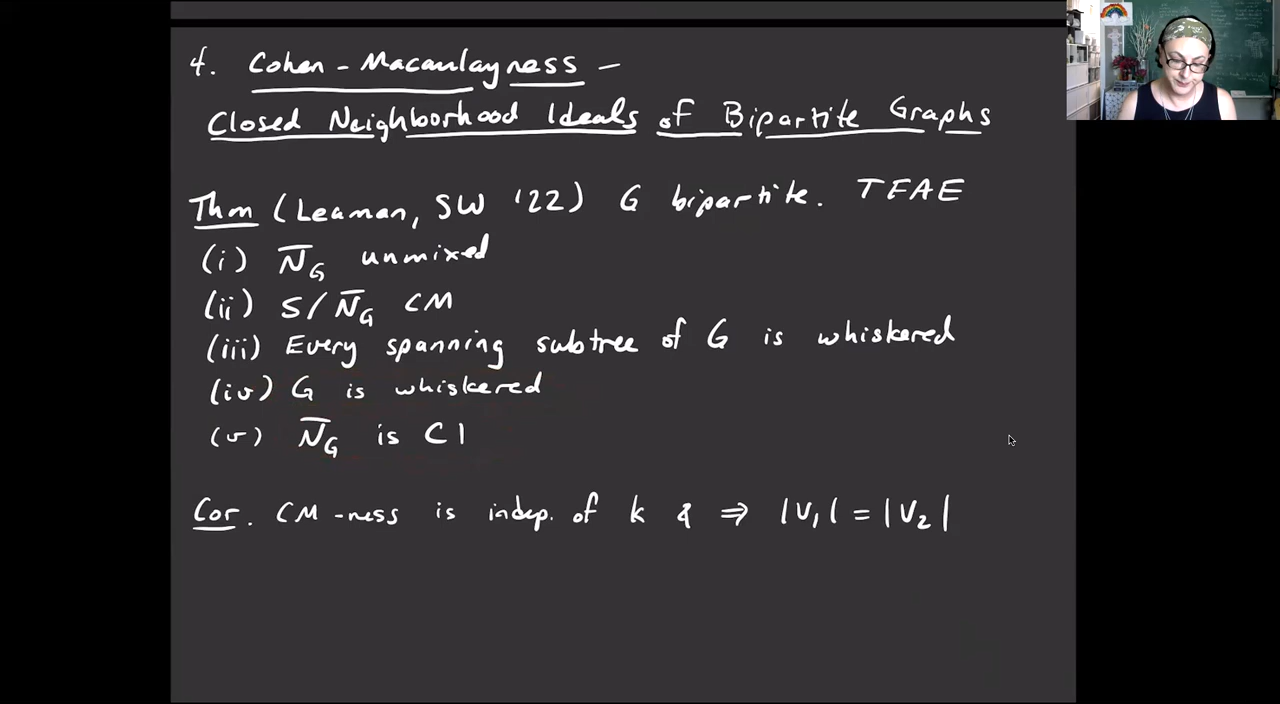 4. Cohen-Macaulayness -
Closed Neighborhood Ideals of Bipartite Graphs
Thm (Leaman, SW '22) G bipartite. TFAE
(i) N̄_G unmixed
(ii) S/N̄_G CM
(iii) Every spanning subtree of G is whiskered
(iv) G is whiskered
(v) N̄_G is CI
Cor. CM-ness is indep. of k & ⇒ |V₁| = |V₂|